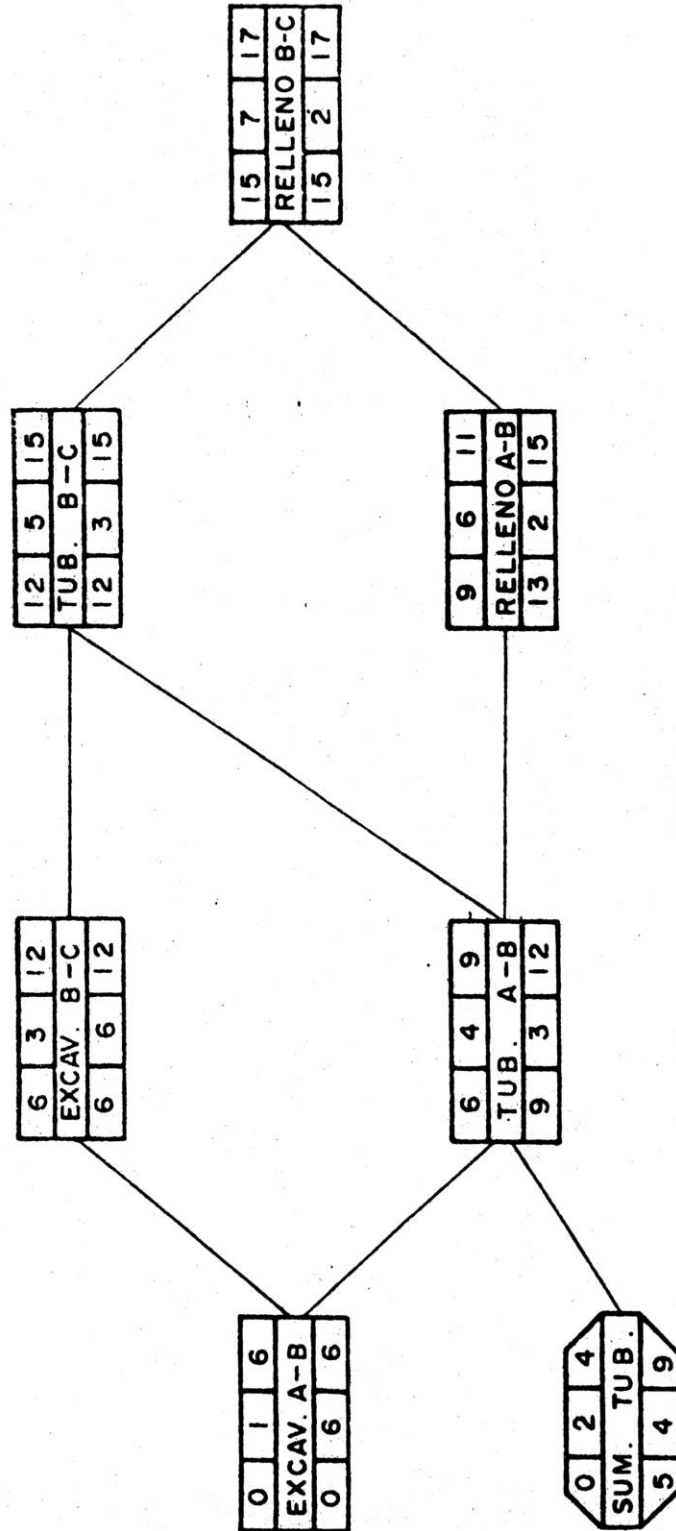 0 1 6
EXCAV. A-B
0 6 6
0 2 4
SUM. TUB.
5 4 9
6 3 12
EXCAV. B-C
6 6 12
6 4 9
TUB. A-B
9 3 12
12 5 15
TUB. B-C
12 3 15
9 6 11
RELLENO A-B
13 2 15
15 7 17
RELLENO B-C
15 2 17